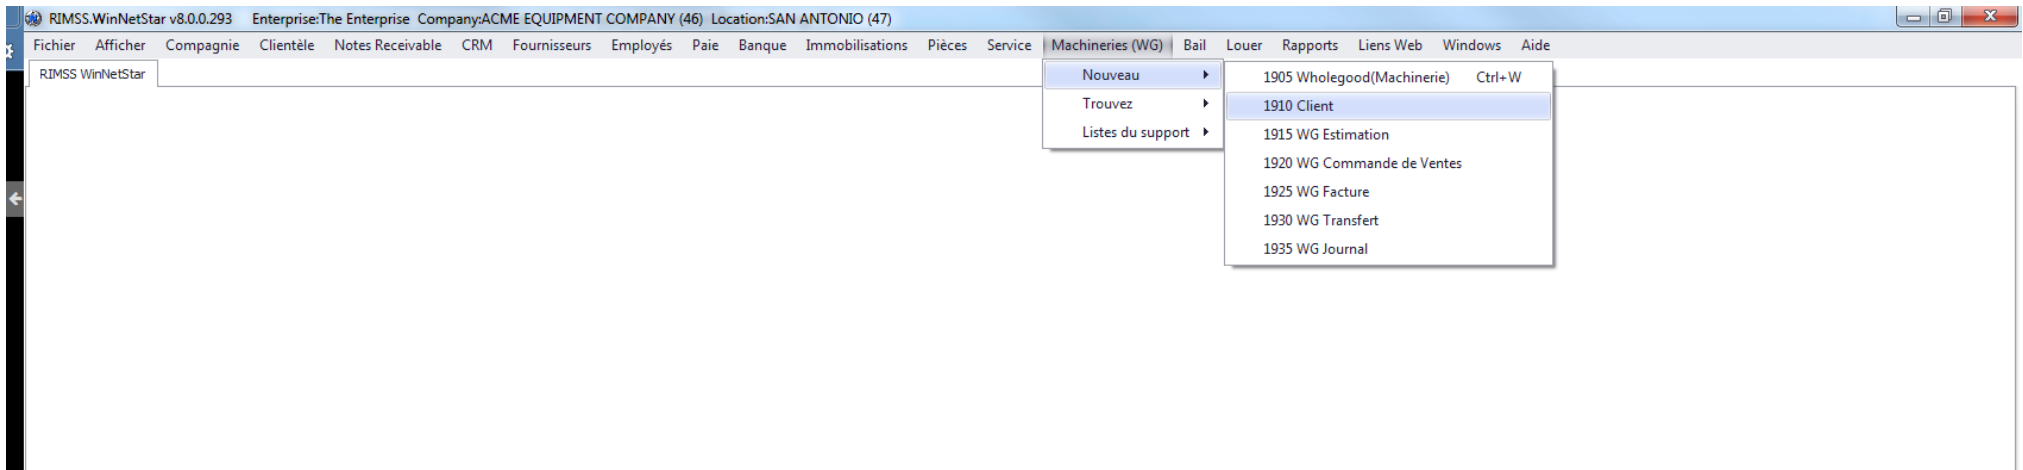 RIMSS.WinNetStar v8.0.0.293 Enterprise:The Enterprise Company:ACME EQUIPMENT COMPANY (46) Location:SAN ANTONIO (47)
Fichier Afficher Compagnie Clientèle Notes Receivable CRM Fournisseurs Employés Paie Banque Immobilisations Pièces Service Machineries (WG) Bail Louer Rapports Liens Web Windows Aide
RIMSS WinNetStar
Nouveau
Trouvez
Listes du support
1905 Wholegood(Machinerie) Ctrl+W
1910 Client
1915 WG Estimation
1920 WG Commande de Ventes
1925 WG Facture
1930 WG Transfert
1935 WG Journal